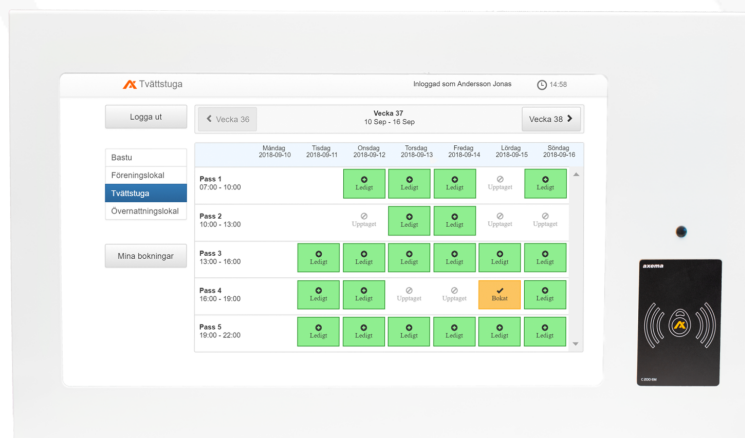 Tvättstuga
Inloggad som Andersson Jonas
14:58
Logga ut
Vecka 36
Vecka 37
10 Sep - 16 Sep
Vecka 38
Bastu
Föreningslokal
Tvättstuga
Övernattningslokal
Mina bokningar
Måndag Tisdag Onsdag Torsdag Fredag Lördag Söndag
2018-09-10 2018-09-11 2018-09-12 2018-09-13 2018-09-14 2018-09-15 2018-09-16
Pass 1
07:00 - 10:00
Ledigt Ledigt Ledigt Upptaget Ledigt
Pass 2
10:00 - 13:00
Upptaget Ledigt Ledigt Upptaget Upptaget
Pass 3
13:00 - 16:00
Ledigt Ledigt Ledigt Ledigt Ledigt Ledigt
Pass 4
16:00 - 19:00
Ledigt Ledigt Upptaget Upptaget Bokat Ledigt
Pass 5
19:00 - 22:00
Ledigt Ledigt Ledigt Ledigt Ledigt Ledigt
axema